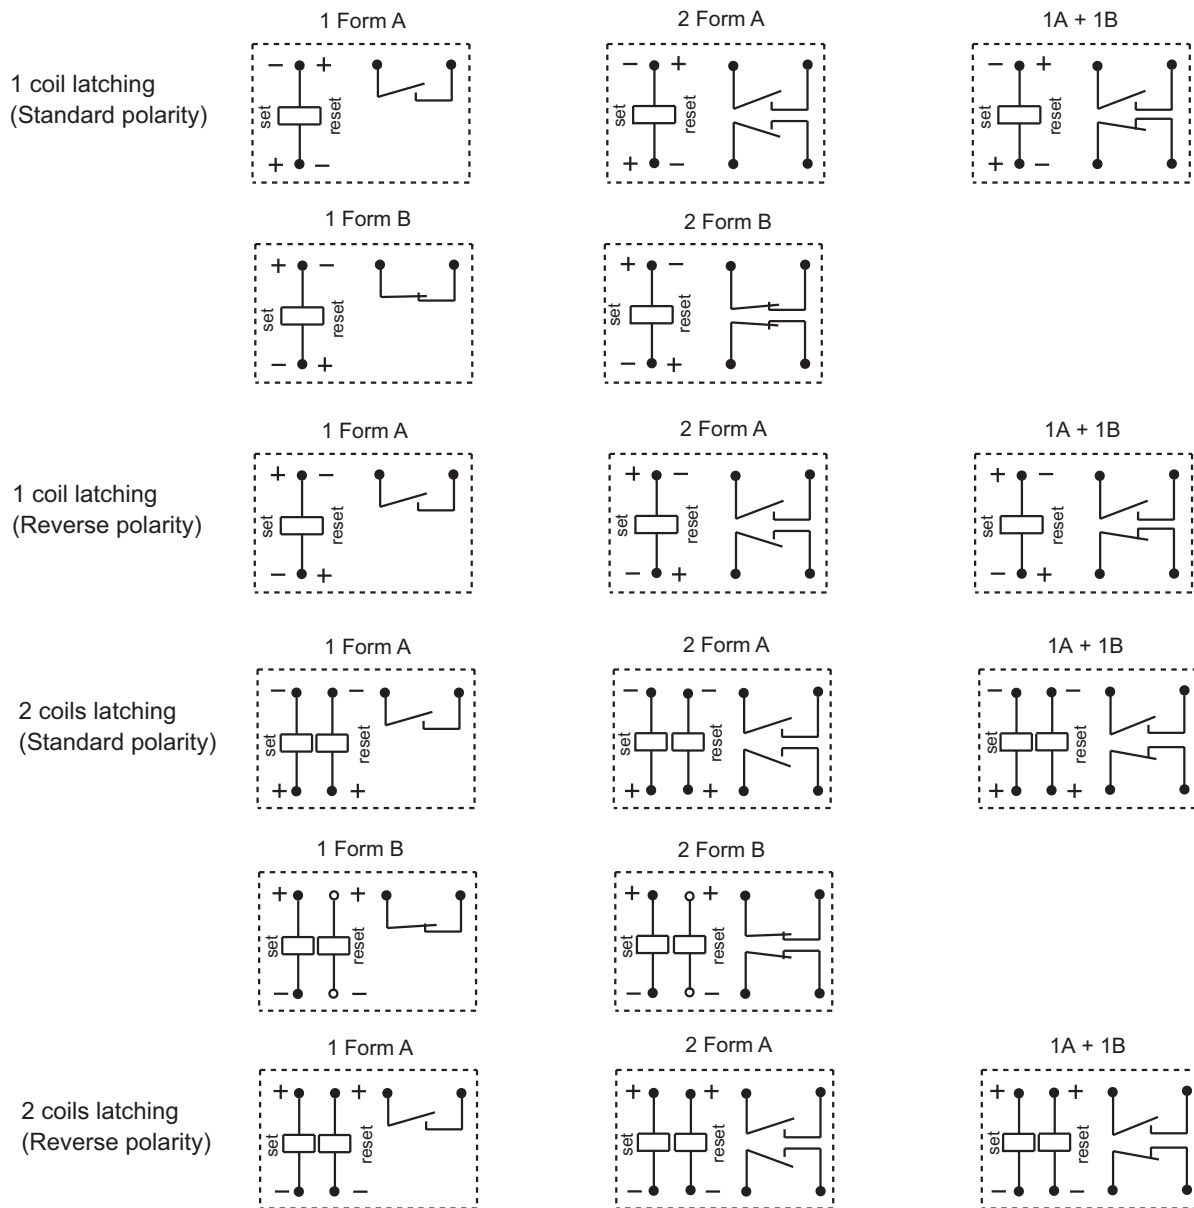 1 Form A
2 Form A
1A + 1B
1 coil latching
(Standard polarity)
− + 
set
reset
+ −
− +
set
reset
+ −
− +
set
reset
+ −
1 Form B
2 Form B
+ −
set
reset
− +
+ −
set
reset
− +
1 Form A
2 Form A
1A + 1B
1 coil latching
(Reverse polarity)
+ −
set
reset
− +
+ −
set
reset
− +
+ −
set
reset
− +
1 Form A
2 Form A
1A + 1B
2 coils latching
(Standard polarity)
− −
set
reset
+ +
− −
set
reset
+ +
− −
set
reset
+ +
1 Form B
2 Form B
+ +
set
reset
− −
+ +
set
reset
− −
1 Form A
2 Form A
1A + 1B
2 coils latching
(Reverse polarity)
+ +
set
reset
− −
+ +
set
reset
− −
+ +
set
reset
− −